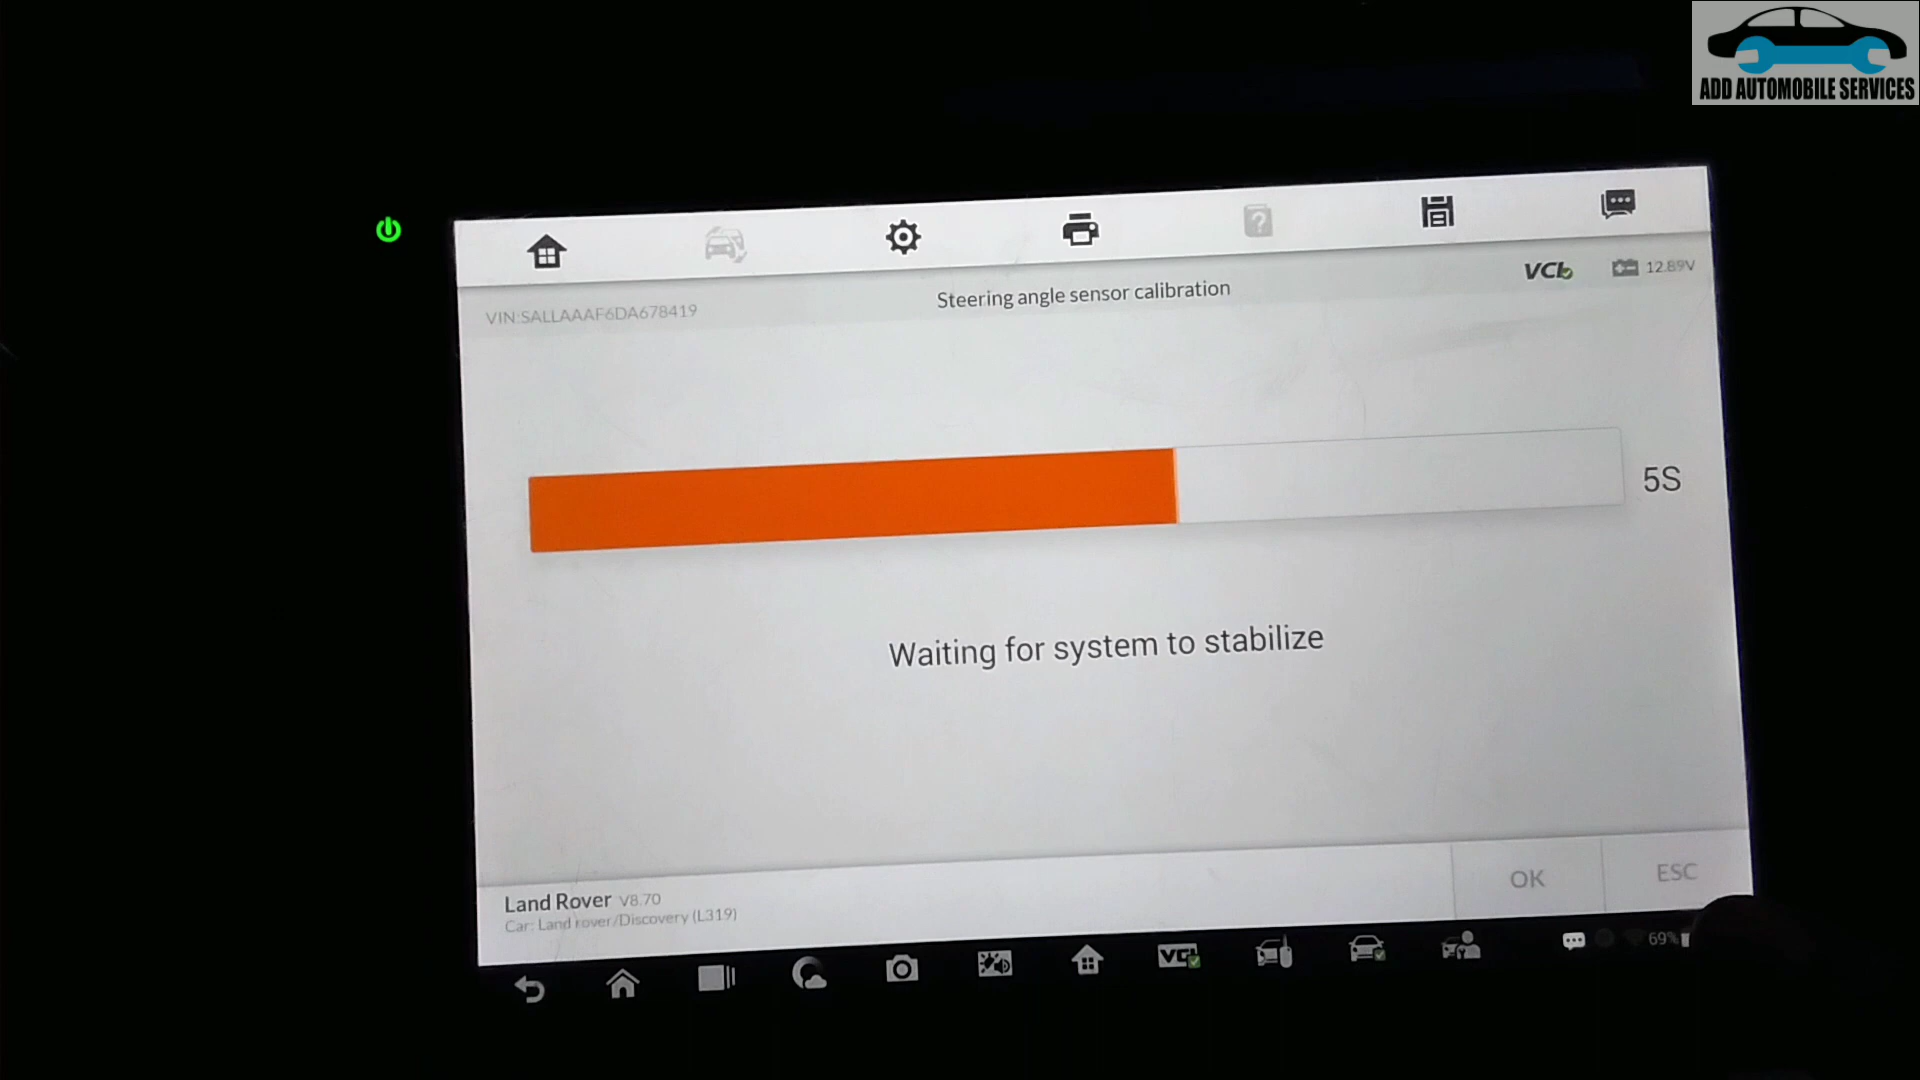 ADD AUTOMOBILE SERVICES
VCI
12.89V
VIN:SALLAAAF6DA678419
Steering angle sensor calibration
5S
Waiting for system to stabilize
OK
ESC
Land Rover V8.70
Car: Land rover/Discovery (L319)
VCI
69%